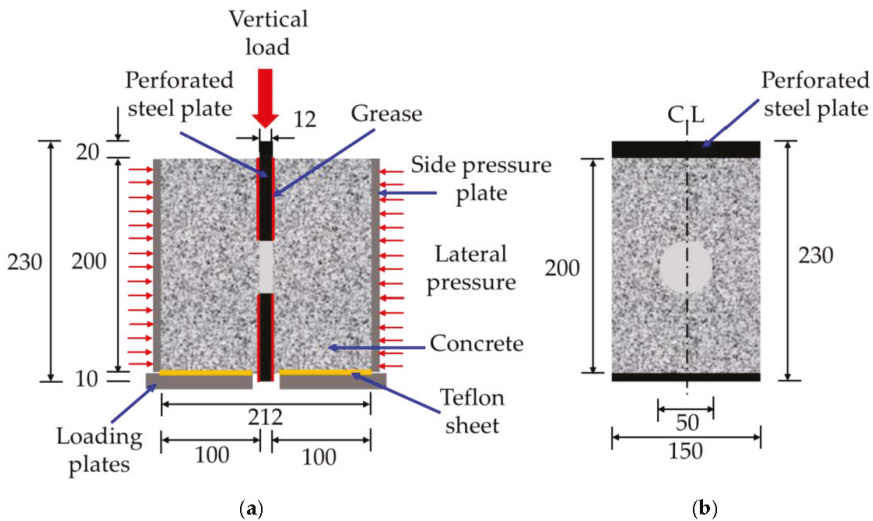 Vertical
load
Perforated
steel plate
12
Grease
20
Side pressure
plate
230
200
Lateral
pressure
Concrete
10
Teflon
sheet
212
Loading
plates
100
100
(a)
Perforated
steel plate
C L
200
230
50
150
(b)